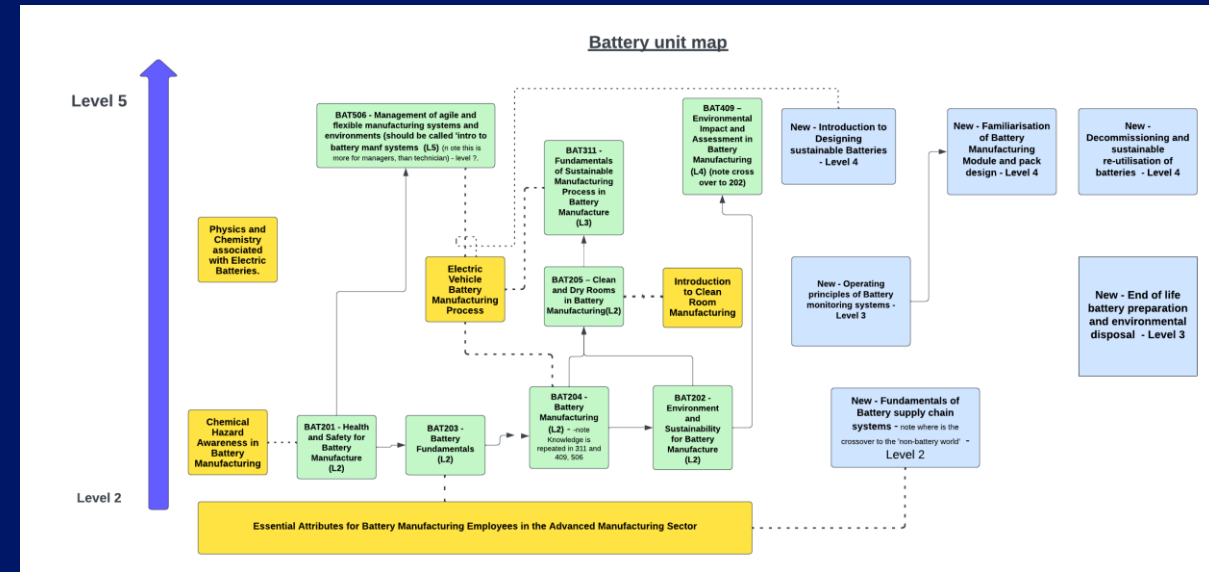 Battery unit map
Level 5
Level 2
BAT506 - Management of agile and
flexible manufacturing systems and
environments (should be called 'intro to
battery manf systems (L5) (n ote this is
more for managers, than technician) - level ?.
BAT311 -
Fundamentals
of Sustainable
Manufacturing
Process in
Battery
Manufacture
(L3)
BAT409 –
Environmental
Impact and
Assessment in
Battery
Manufacturing
(L4) (note cross
over to 202)
New - Introduction to
Designing
sustainable Batteries
- Level 4
New - Familiarisation of
Battery
Manufacturing
Module and pack
design - Level 4
New -
Decommissioning and
sustainable
re-utilisation of
batteries - Level 4
Physics and
Chemistry
associated
with Electric
Batteries.
Electric
Vehicle
Battery
Manufacturing
Process
BAT205 – Clean
and Dry Rooms
in Battery
Manufacturing(L2)
Introduction
to Clean
Room
Manufacturing
New - Operating
principles of Battery
monitoring systems -
Level 3
New - End of life
battery preparation
and environmental
disposal - Level 3
Chemical
Hazard
Awareness in
Battery
Manufacturing
BAT201 - Health
and Safety for
Battery
Manufacture
(L2)
BAT203 -
Battery
Fundamentals
(L2)
BAT204 -
Battery
Manufacturing
(L2) - -note
Knowledge is
repeated in 311 and
409, 506
BAT202 -
Environment
and
Sustainability
for Battery
Manufacture
(L2)
New - Fundamentals of
Battery supply chain
systems - note where is the
crossover to the 'non-battery world' -
Level 2
Essential Attributes for Battery Manufacturing Employees in the Advanced Manufacturing Sector